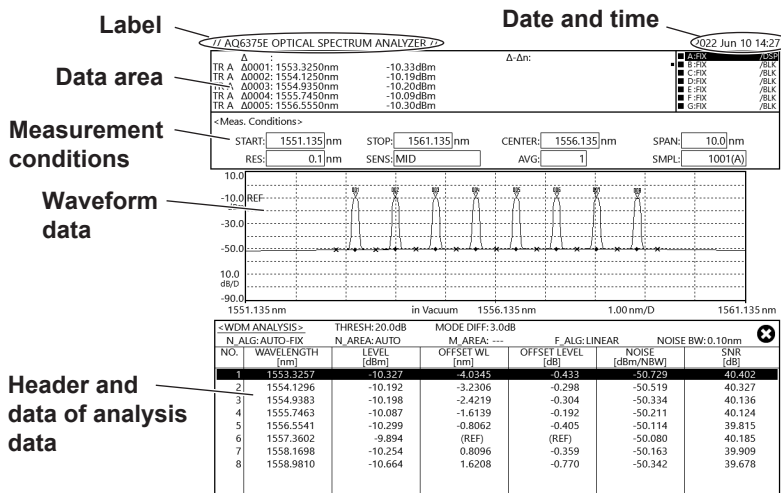 Label
Date and time
// AQ6375E OPTICAL SPECTRUM ANALYZER //
2022 Jun 10 14:27
Data area
Δ :
Δ-Δn:
TR A Δ0001: 1553.3250nm -10.33dBm
TR A Δ0002: 1554.1250nm -10.19dBm
TR A Δ0003: 1554.9350nm -10.20dBm
TR A Δ0004: 1555.7450nm -10.09dBm
TR A Δ0005: 1556.5550nm -10.30dBm
A:FIX /DSP
B:FIX /BLK
C:FIX /BLK
D:FIX /BLK
E:FIX /BLK
F:FIX /BLK
G:FIX /BLK
Measurement
conditions
<Meas. Conditions>
START: 1551.135 nm STOP: 1561.135 nm CENTER: 1556.135 nm SPAN: 10.0 nm
RES: 0.1 nm SENS: MID AVG: 1 SMPL: 1001(A)
Waveform
data
10.0
-10.0 REF
-30.0
-50.0
10.0
dB/D
-90.0
001 002 003 004 005 006 007 008
1551.135 nm in Vacuum 1556.135 nm 1.00 nm/D 1561.135 nm
Header and
data of analysis
data
<WDM ANALYSIS> THRESH:20.0dB MODE DIFF:3.0dB
N_ALG:AUTO-FIX N_AREA:AUTO M_AREA: --- F_ALG:LINEAR NOISE BW:0.10nm
NO. WAVELENGTH LEVEL OFFSET WL OFFSET LEVEL NOISE SNR
[nm] [dBm] [nm] [dB] [dBm/NBW] [dB]
1 1553.3257 -10.327 -4.0345 -0.433 -50.729 40.402
2 1554.1296 -10.192 -3.2306 -0.298 -50.519 40.327
3 1554.9383 -10.198 -2.4219 -0.304 -50.334 40.136
4 1555.7463 -10.087 -1.6139 -0.192 -50.211 40.124
5 1556.5541 -10.299 -0.8062 -0.405 -50.114 39.815
6 1557.3602 -9.894 (REF) (REF) -50.080 40.185
7 1558.1698 -10.254 0.8096 -0.359 -50.163 39.909
8 1558.9810 -10.664 1.6208 -0.770 -50.342 39.678